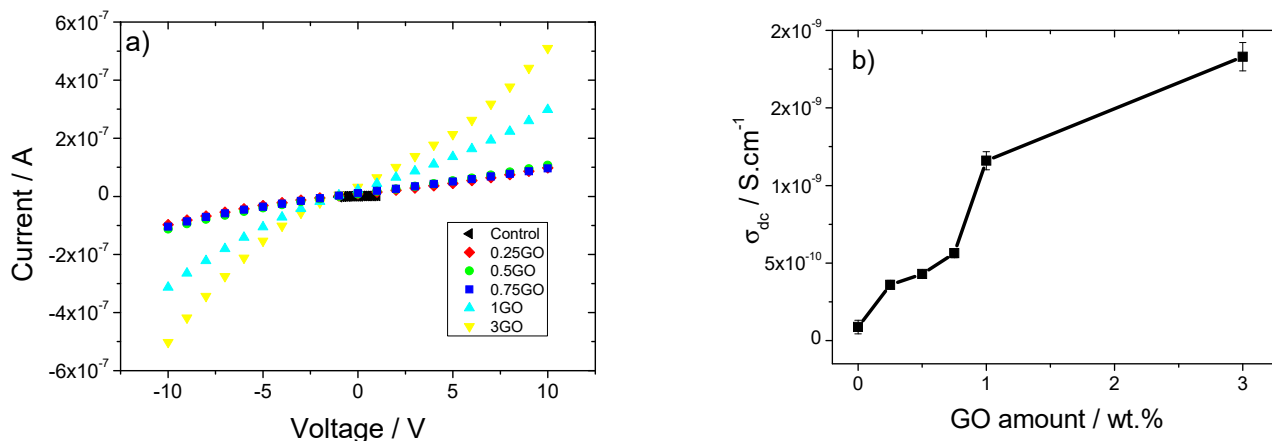 a)
6x10⁻⁷
4x10⁻⁷
2x10⁻⁷
0
-2x10⁻⁷
-4x10⁻⁷
-6x10⁻⁷
Current / A
Control
0.25GO
0.5GO
0.75GO
1GO
3GO
-10 -5 0 5 10
Voltage / V
b)
2x10⁻⁹
2x10⁻⁹
1x10⁻⁹
5x10⁻¹⁰
0
σdc / S.cm⁻¹
0 1 2 3
GO amount / wt.%